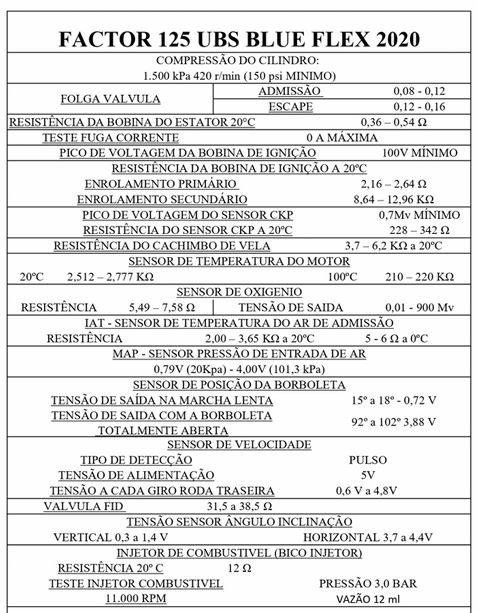 FACTOR 125 UBS BLUE FLEX 2020
COMPRESSÃO DO CILINDRO:
1.500 kPa 420 r/min (150 psi MINIMO)
FOLGA VALVULA
ADMISSÃO 0,08 - 0,12
ESCAPE 0,12 - 0,16
RESISTÊNCIA DA BOBINA DO ESTATOR 20°C 0,36 – 0,54 Ω
TESTE FUGA CORRENTE 0 A MÁXIMA
PICO DE VOLTAGEM DA BOBINA DE IGNIÇÃO 100V MÍNIMO
RESISTÊNCIA DA BOBINA DE IGNIÇÃO A 20ºC
ENROLAMENTO PRIMÁRIO 2,16 – 2,64 Ω
ENROLAMENTO SECUNDÁRIO 8,64 – 12,96 KΩ
PICO DE VOLTAGEM DO SENSOR CKP 0,7Mv MÍNIMO
RESISTÊNCIA DO SENSOR CKP A 20ºC 228 – 342 Ω
RESISTÊNCIA DO CACHIMBO DE VELA 3,7 – 6,2 KΩ a 20ºC
SENSOR DE TEMPERATURA DO MOTOR
20ºC 2,512 – 2,777 KΩ 100ºC 210 – 220 KΩ
SENSOR DE OXIGENIO
RESISTÊNCIA 5,49 – 7,58 Ω TENSÃO DE SAIDA 0,01 - 900 Mv
IAT - SENSOR DE TEMPERATURA DO AR DE ADMISSÃO
RESISTÊNCIA 2,00 – 3,65 KΩ a 20ºC 5 - 6 Ω a 0ºC
MAP - SENSOR PRESSÃO DE ENTRADA DE AR
0,79V (20Kpa) - 4,00V (101,3 kPa)
SENSOR DE POSIÇÃO DA BORBOLETA
TENSÃO DE SAÍDA NA MARCHA LENTA 15º a 18º - 0,72 V
TENSÃO DE SAIDA COM A BORBOLETA
TOTALMENTE ABERTA 92º a 102º 3,88 V
SENSOR DE VELOCIDADE
TIPO DE DETECÇÃO PULSO
TENSÃO DE ALIMENTAÇÃO 5V
TENSÃO A CADA GIRO RODA TRASEIRA 0,6 V a 4,8V
VALVULA FID 31,5 a 38,5 Ω
TENSÃO SENSOR ÂNGULO INCLINAÇÃO
VERTICAL 0,3 a 1,4 V HORIZONTAL 3,7 a 4,4V
INJETOR DE COMBUSTIVEL (BICO INJETOR)
RESISTÊNCIA 20º C 12 Ω
TESTE INJETOR COMBUSTIVEL PRESSÃO 3,0 BAR
11.000 RPM VAZÃO 12 ml